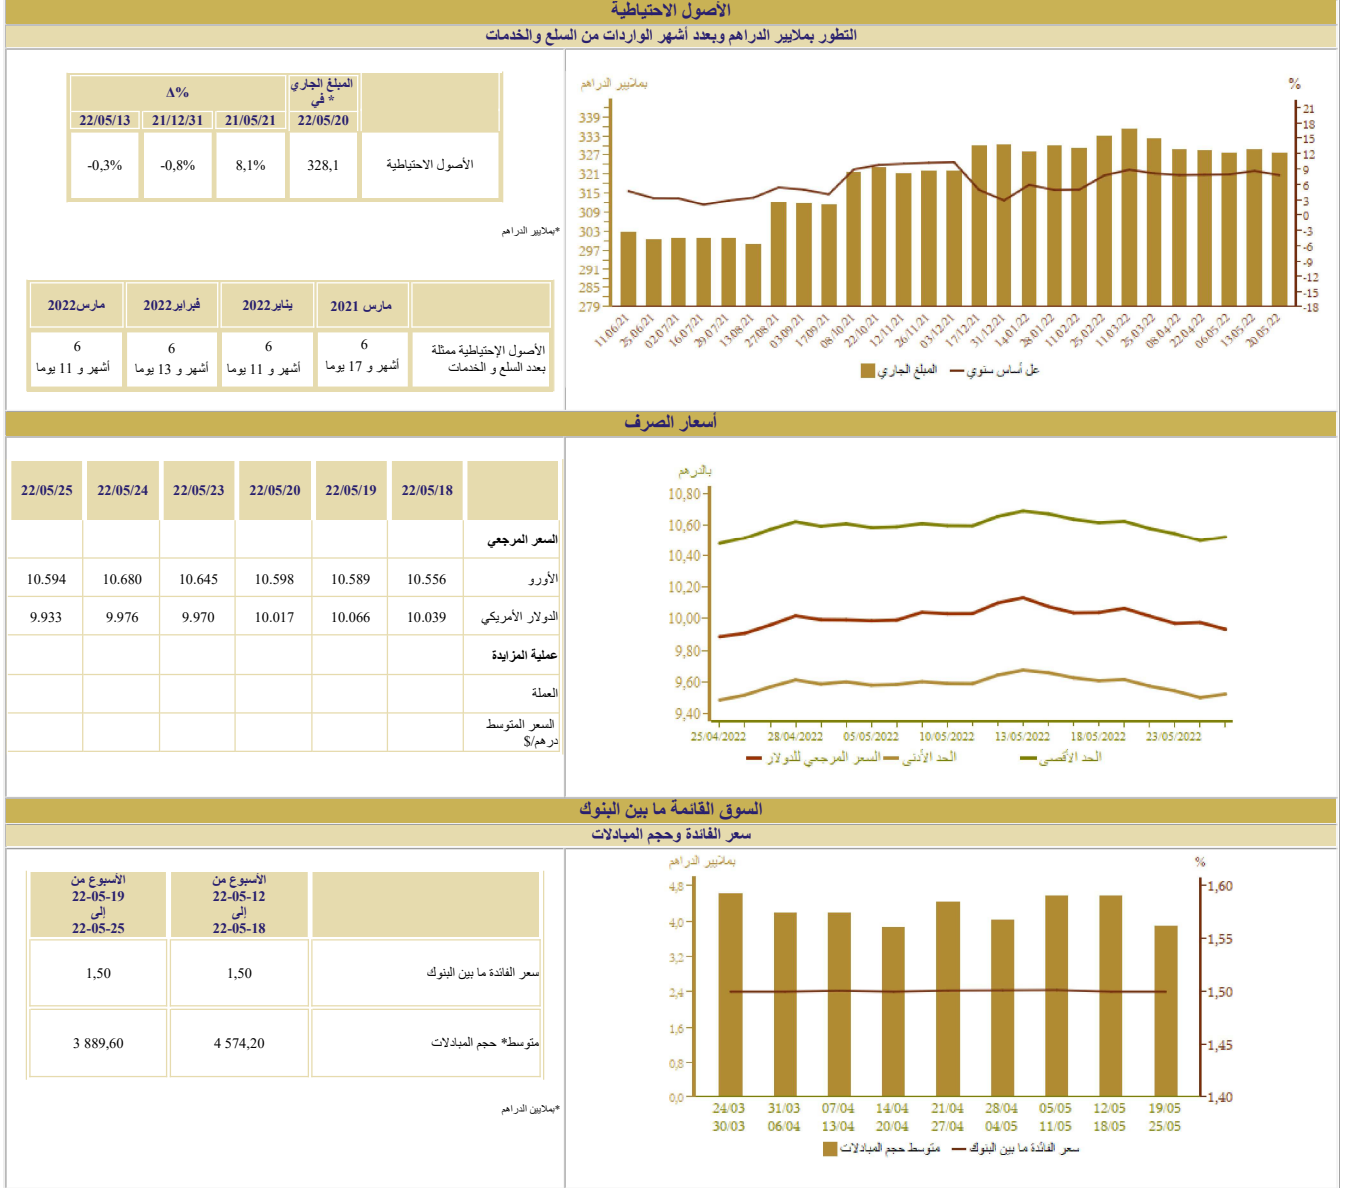 الأصول الاحتياطية
التطور بملايير الدراهم وبعدد أشهر الواردات من السلع والخدمات
بملايير الدراهم
%
339
333
327
321
315
309
303
297
291
285
279
21
18
15
12
9
6
3
0
-3
-6
-9
-12
-15
-18
11/06/21
25/06/21
02/07/21
16/07/21
29/07/21
13/08/21
27/08/21
03/09/21
17/09/21
08/10/21
22/10/21
12/11/21
26/11/21
03/12/21
17/12/21
31/12/21
14/01/22
28/01/22
11/02/22
25/02/22
11/03/22
25/03/22
08/04/22
22/04/22
06/05/22
13/05/22
20/05/22
المبلغ الجاري
عل أساس سنوي
المبلغ الجاري
* في
Δ%
22/05/20 21/05/21 21/12/31 22/05/13
الأصول الاحتياطية 328,1 8,1% -0,8% -0,3%
*بملايير الدراهم
مارس 2021 يناير2022 فبراير2022 مارس2022
الأصول الإحتياطية ممثلة
بعدد السلع و الخدمات
6
أشهر و 17 يوما
6
أشهر و 11 يوما
6
أشهر و 13 يوما
6
أشهر و 11 يوما
أسعار الصرف
بالدرهم
10,80
10,60
10,40
10,20
10,00
9,80
9,60
9,40
25/04/2022 28/04/2022 05/05/2022 10/05/2022 13/05/2022 18/05/2022 23/05/2022
الحد الأقصى
الحد الأدنى
السعر المرجعي للدولار
22/05/18 22/05/19 22/05/20 22/05/23 22/05/24 22/05/25
السعر المرجعي
الأورو 10.556 10.589 10.598 10.645 10.680 10.594
الدولار الأمريكي 10.039 10.066 10.017 9.970 9.976 9.933
عملية المزايدة
العملة
السعر المتوسط
درهم/$
السوق القائمة ما بين البنوك
سعر الفائدة وحجم المبادلات
بملايير الدراهم
%
4,8
4,0
3,2
2,4
1,6
0,8
0,0
1,60
1,55
1,50
1,45
1,40
24/03 31/03 07/04 14/04 21/04 28/04 05/05 12/05 19/05
30/03 06/04 13/04 20/04 27/04 04/05 11/05 18/05 25/05
سعر الفائدة ما بين البنوك
متوسط حجم المبادلات
الأسبوع من
22-05-12
إلى
22-05-18
الأسبوع من
22-05-19
إلى
22-05-25
سعر الفائدة ما بين البنوك 1,50 1,50
متوسط* حجم المبادلات 4 574,20 3 889,60
*بملايين الدراهم